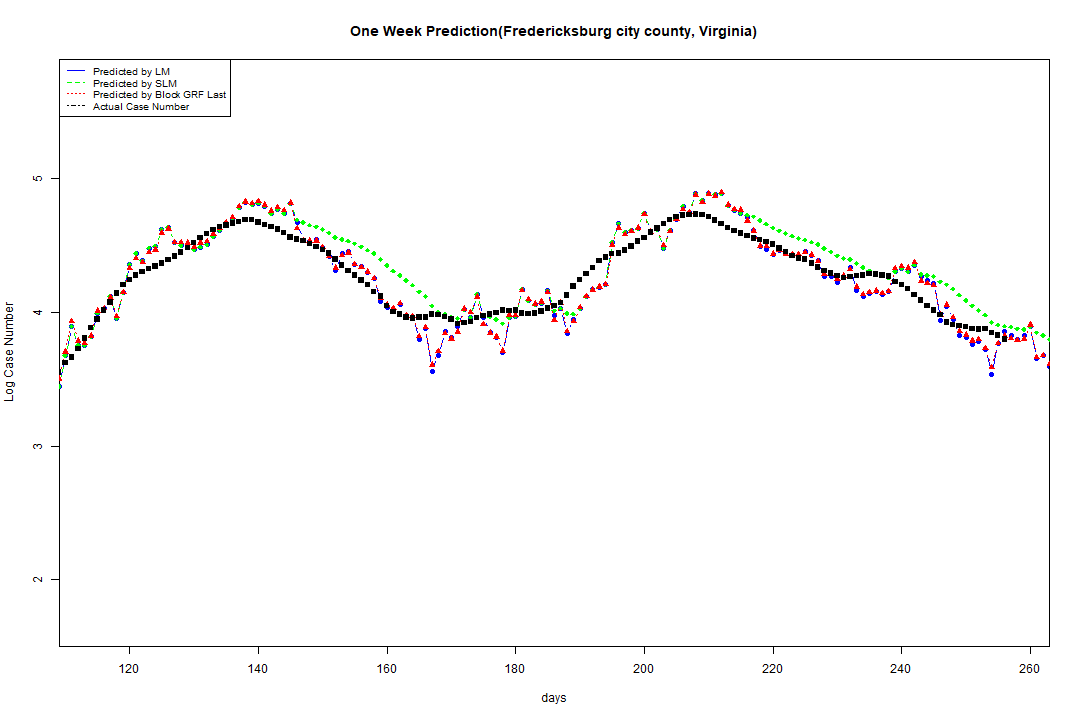 One Week Prediction(Fredericksburg city county, Virginia)
Predicted by LM
Predicted by SLM
Predicted by Block GRF Last
Actual Case Number
Log Case Number
5
4
3
2
120 140 160 180 200 220 240 260
days